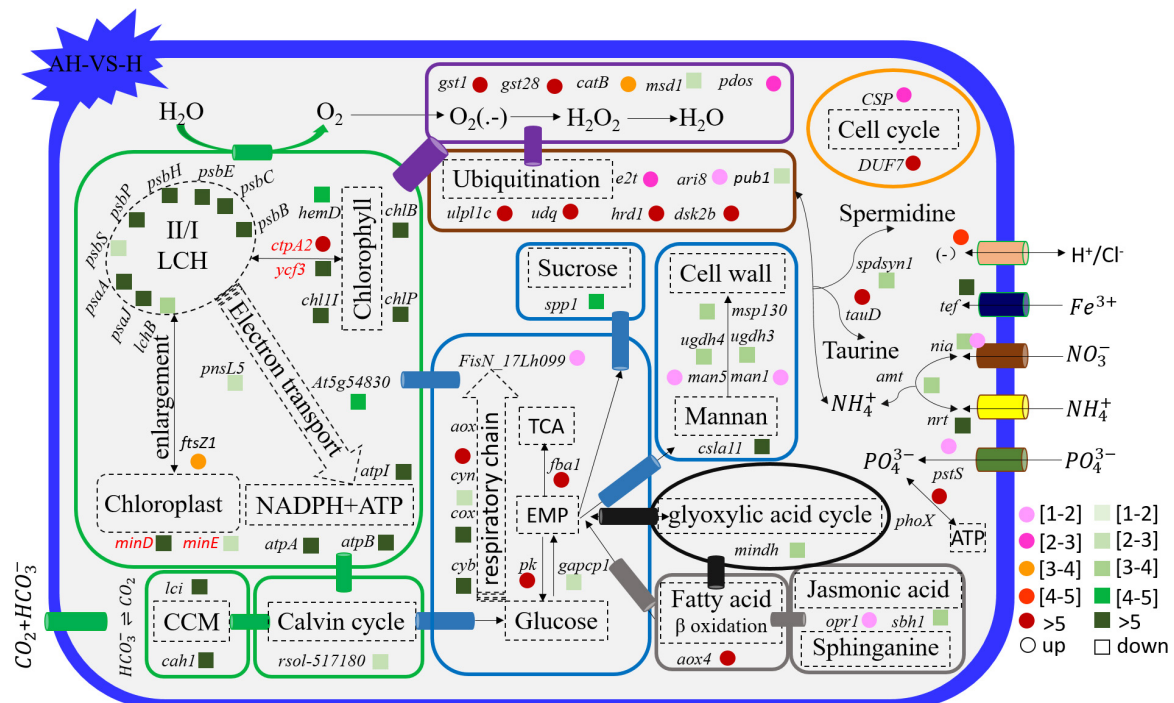 AH-VS-H
H₂O
O₂
gst1
gst28
catB
msd1
pdos
O₂(.-)
H₂O₂
H₂O
CSP
Cell cycle
DUF7
Ubiquitination
e2t
ari8
pub1
ulpl1c
udq
hrd1
dsk2b
psbS
psbP
psbH
psbE
psbC
psbB
II/I
LCH
psaA
psaJ
lchB
hemD
chlB
ctpA2
ycf3
Chlorophyll
chl1I
chlP
Electron transport
enlargement
pnsL5
At5g54830
ftsZ1
atpI
Chloroplast
NADPH+ATP
minD
minE
atpA
atpB
Sucrose
spp1
Cell wall
msp130
ugdh4
ugdh3
man5
man1
Mannan
csla11
Spermidine
(-)
H⁺/Cl⁻
spdsyn1
tauD
tef
Fe³⁺
Taurine
nia
NO₃⁻
amt
NH₄⁺
nrt
NH₄⁺
PO₄³⁻
pstS
PO₄³⁻
phoX
ATP
FisN_17Lh099
aox
cyn
cox
cyb
respiratory chain
TCA
fba1
EMP
pk
gapcp1
Glucose
glyoxylic acid cycle
mindh
CO₂+HCO₃⁻
HCO₃⁻ ⇌ CO₂
lci
CCM
cah1
Calvin cycle
rsol-517180
Fatty acid
β oxidation
aox4
Jasmonic acid
opr1
sbh1
Sphinganine
[1-2] [1-2]
[2-3] [2-3]
[3-4] [3-4]
[4-5] [4-5]
>5 >5
up down